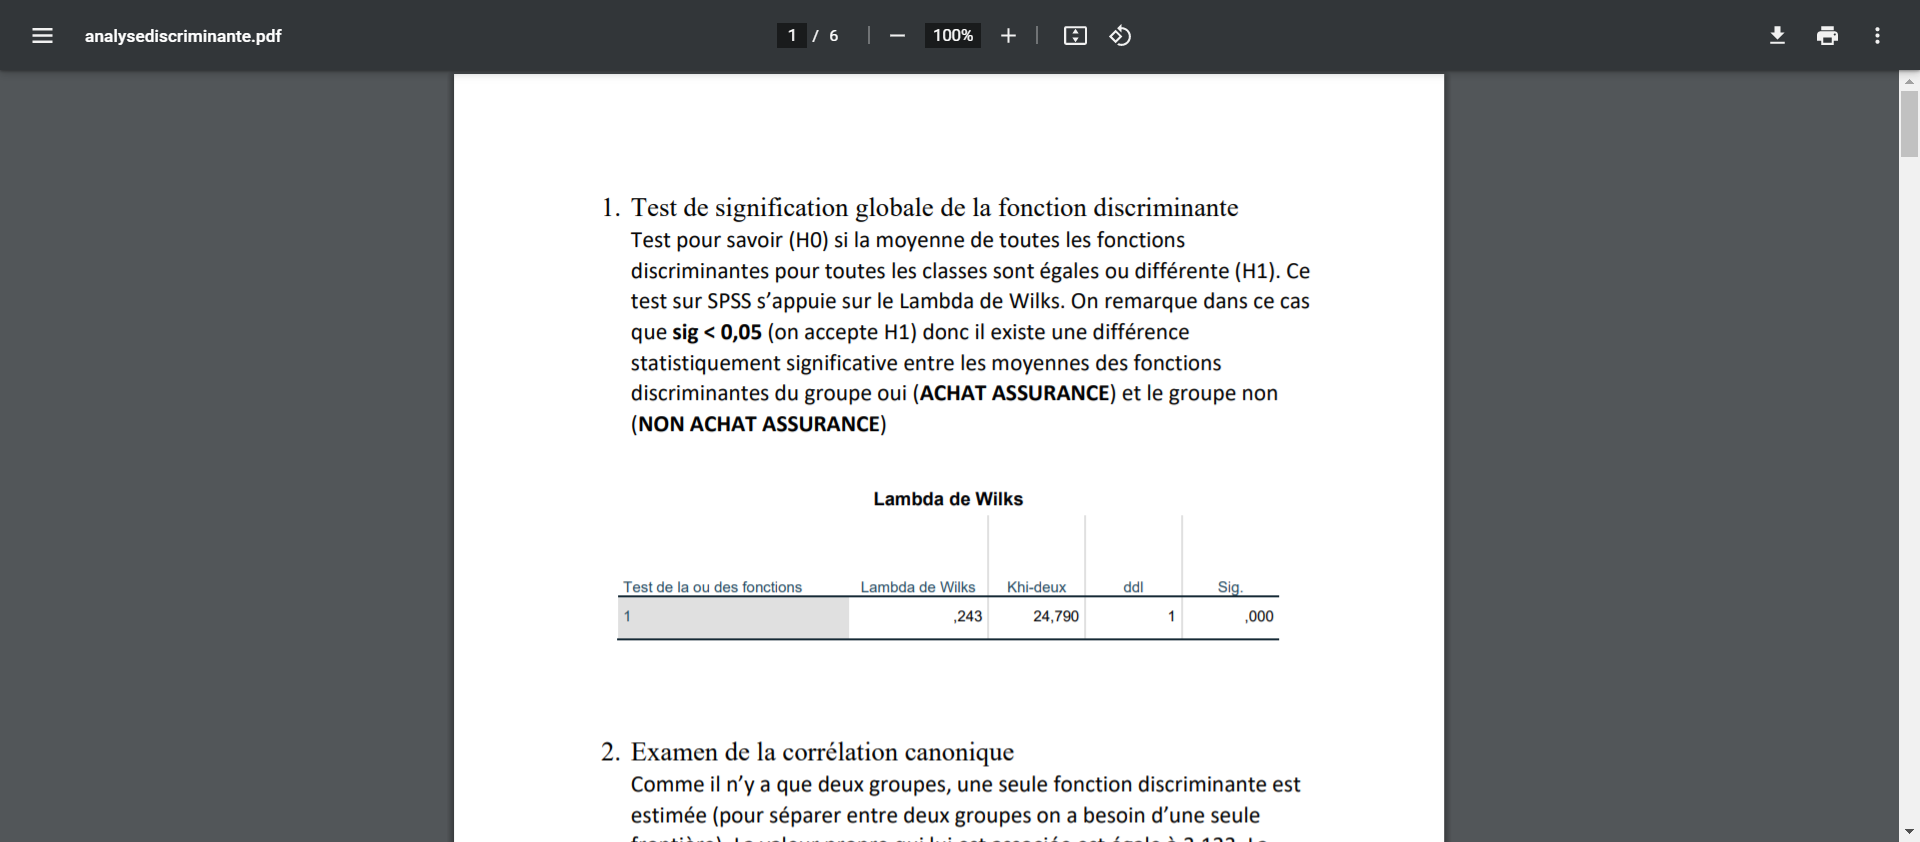 analysediscriminante.pdf
1 / 6
100%
1. Test de signification globale de la fonction discriminante
Test pour savoir (H0) si la moyenne de toutes les fonctions
discriminantes pour toutes les classes sont égales ou différente (H1). Ce
test sur SPSS s’appuie sur le Lambda de Wilks. On remarque dans ce cas
que sig < 0,05 (on accepte H1) donc il existe une différence
statistiquement significative entre les moyennes des fonctions
discriminantes du groupe oui (ACHAT ASSURANCE) et le groupe non
(NON ACHAT ASSURANCE)
Lambda de Wilks
Test de la ou des fonctions Lambda de Wilks Khi-deux ddl Sig.
1 ,243 24,790 1 ,000
2. Examen de la corrélation canonique
Comme il n’y a que deux groupes, une seule fonction discriminante est
estimée (pour séparer entre deux groupes on a besoin d’une seule